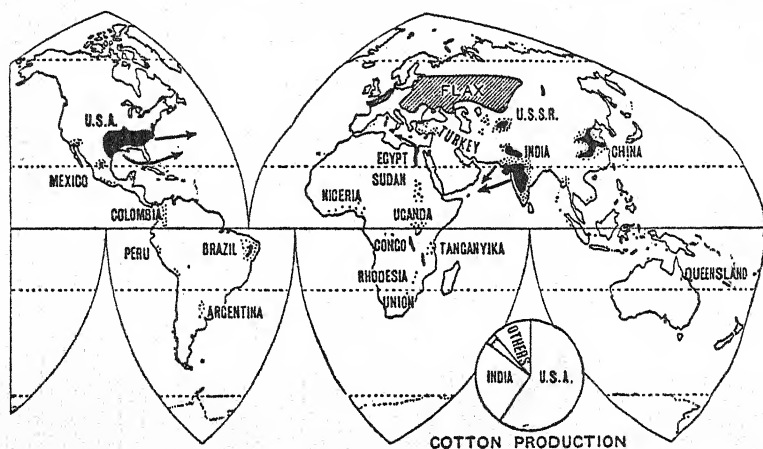 FLAX
U.S.A.
U.S.S.R.
TURKEY
EGYPT
INDIA
CHINA
MEXICO
SUDAN
NIGERIA
COLOMBIA
UGANDA
PERU
BRAZIL
CONGO
TANGANYIKA
RHODESIA
QUEENSLAND
UNION
ARGENTINA
OTHERS
INDIA
U.S.A.
COTTON PRODUCTION